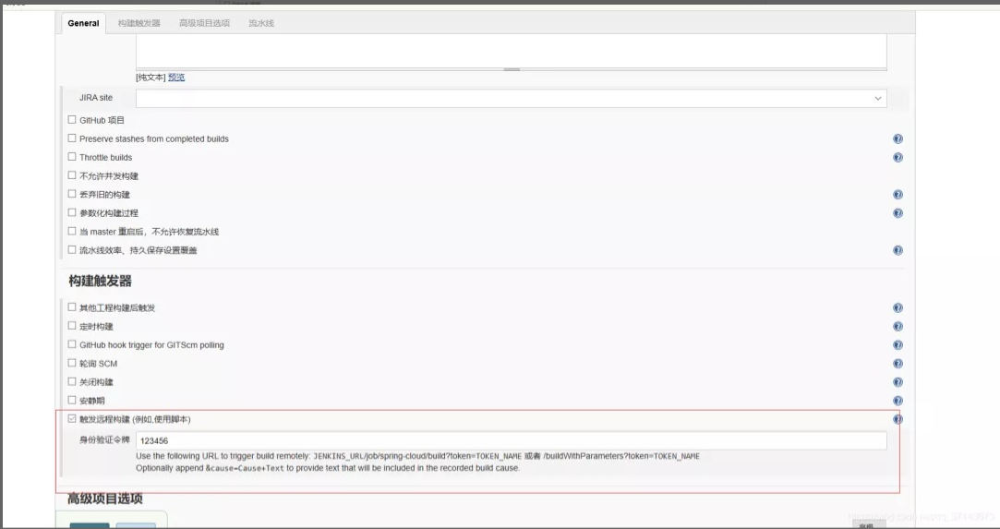 General 构建触发器 高级项目选项 流水线
[纯文本] 预览
JIRA site
GitHub 项目
Preserve stashes from completed builds
Throttle builds
不允许并发构建
丢弃旧的构建
参数化构建过程
当 master 重启后，不允许恢复流水线
流水线效率、持久保存设置覆盖
构建触发器
其他工程构建后触发
定时构建
GitHub hook trigger for GITScm polling
轮询 SCM
关闭构建
安静期
触发远程构建 (例如,使用脚本)
身份验证令牌 123456
Use the following URL to trigger build remotely: JENKINS_URL/job/spring-cloud/build?token=TOKEN_NAME 或者 /buildWithParameters?token=TOKEN_NAME
Optionally append &cause=Cause+Text to provide text that will be included in the recorded build cause.
高级项目选项